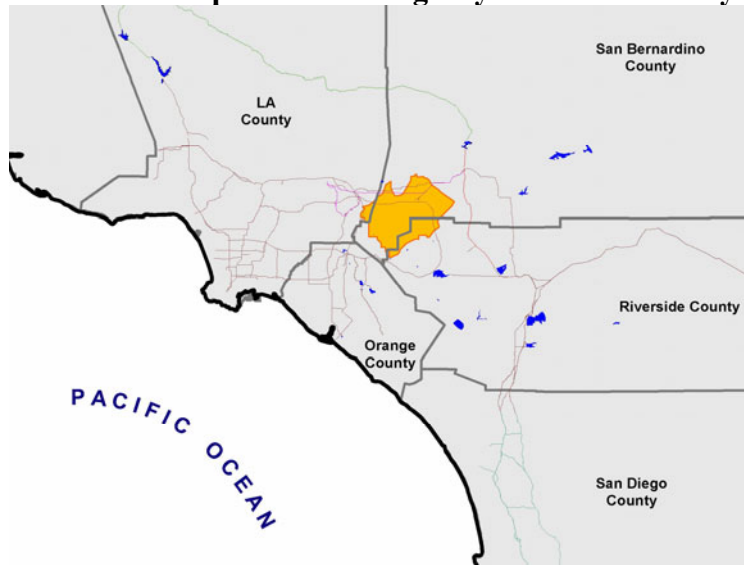 San Bernardino
County
LA
County
Riverside County
Orange
County
PACIFIC OCEAN
San Diego
County